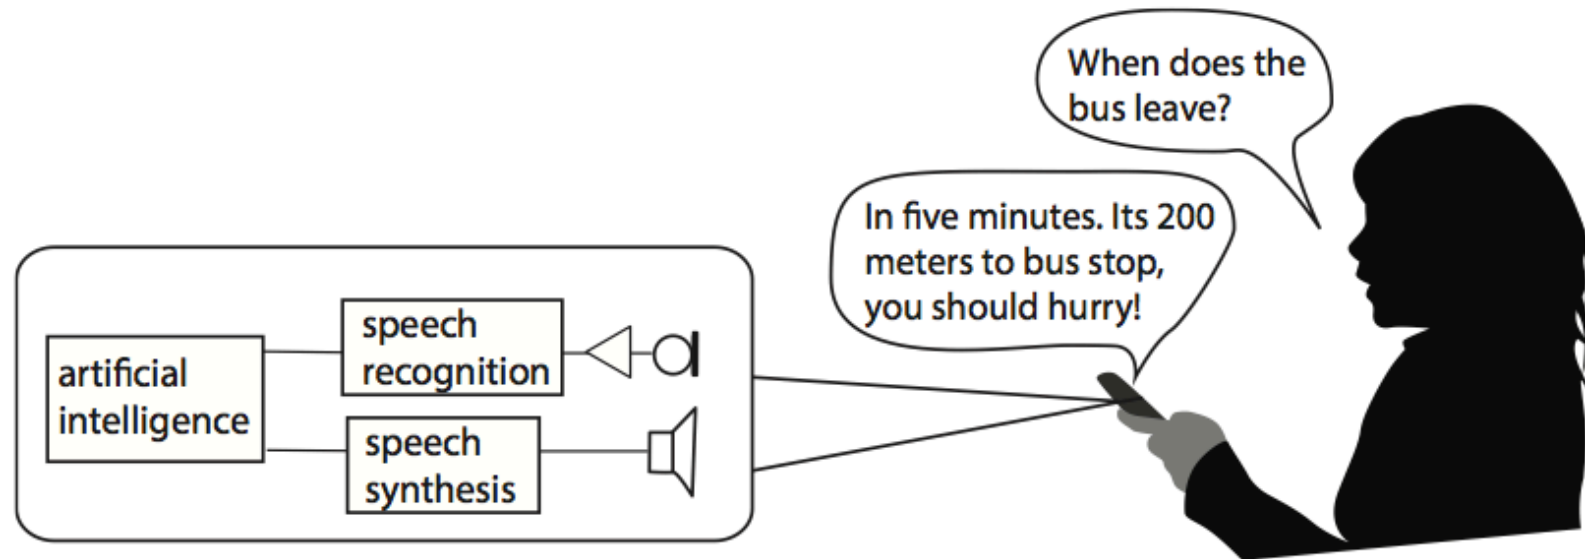 When does the
bus leave?
In five minutes. Its 200
meters to bus stop,
you should hurry!
speech
recognition
artificial
intelligence
speech
synthesis